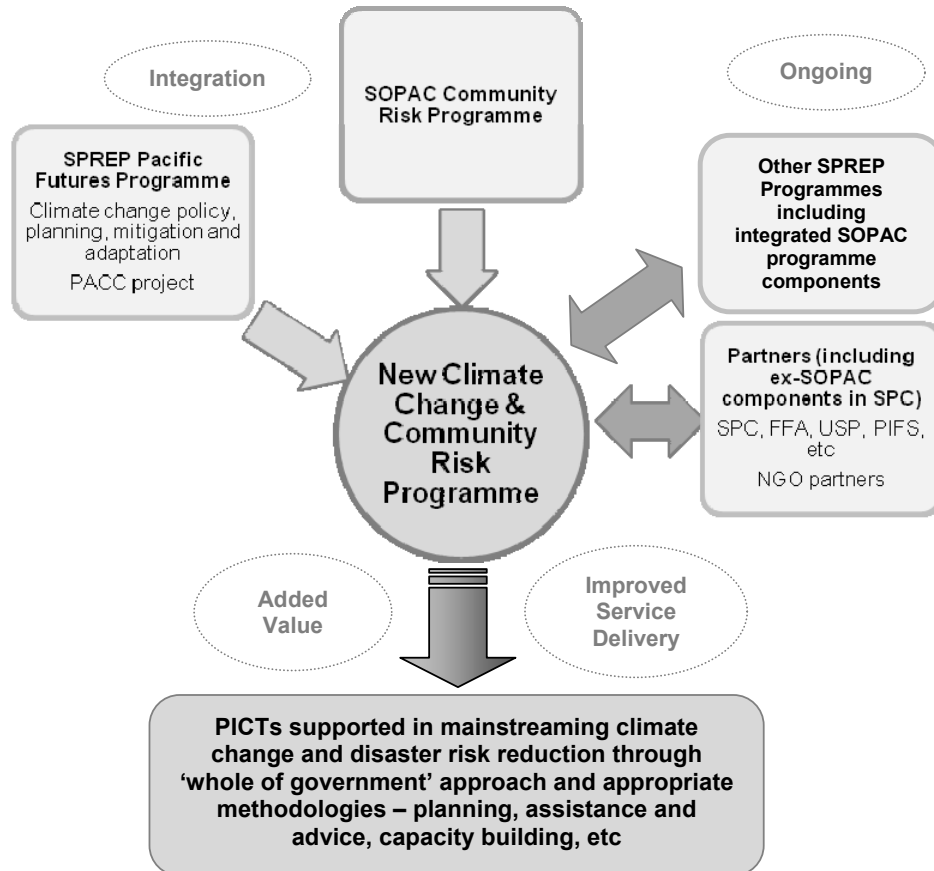 Integration
SOPAC Community
Risk Programme
Ongoing
SPREP Pacific
Futures Programme
Climate change policy,
planning, mitigation and
adaptation
PACC project
Other SPREP
Programmes
including
integrated SOPAC
programme
components
New Climate
Change &
Community
Risk
Programme
Partners (including
ex-SOPAC
components in SPC)
SPC, FFA, USP, PIFS,
etc
NGO partners
Added
Value
Improved
Service
Delivery
PICTs supported in mainstreaming climate
change and disaster risk reduction through
‘whole of government’ approach and appropriate
methodologies – planning, assistance and
advice, capacity building, etc